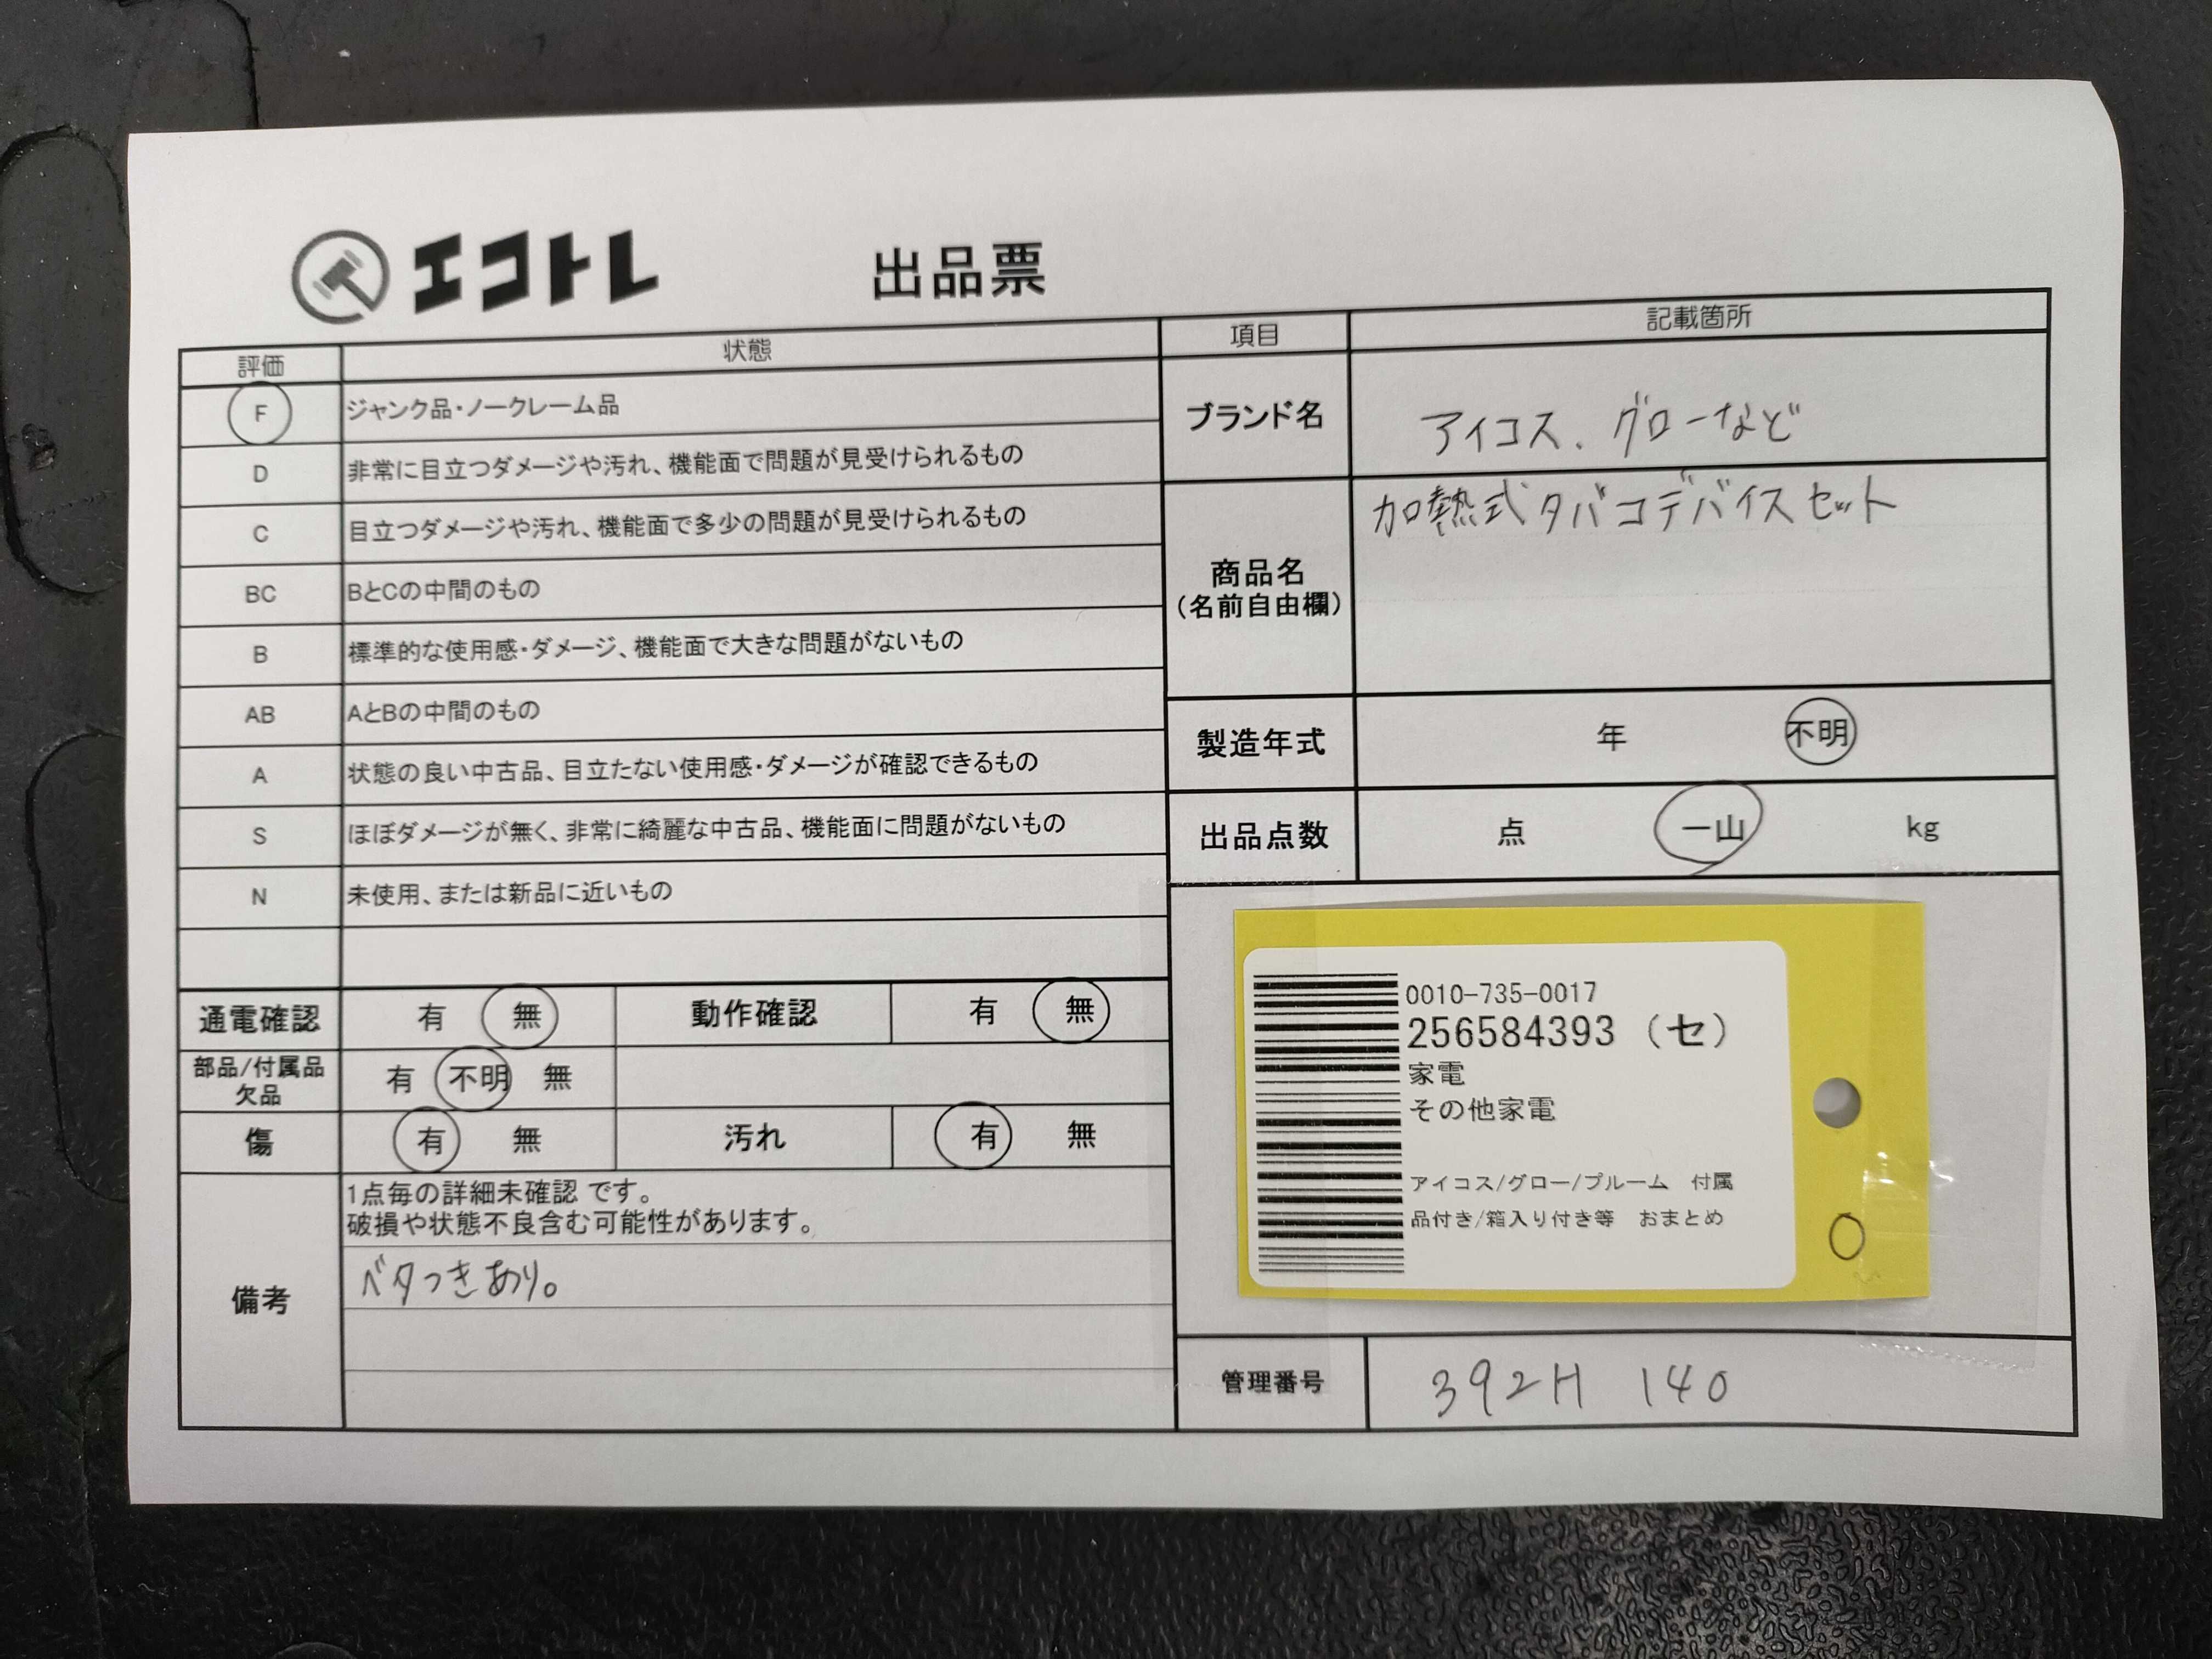 エコトレ
出品票
評価 状態
F ジャンク品・ノークレーム品
D 非常に目立つダメージや汚れ、機能面で問題が見受けられるもの
C 目立つダメージや汚れ、機能面で多少の問題が見受けられるもの
BC BとCの中間のもの
B 標準的な使用感・ダメージ、機能面で大きな問題がないもの
AB AとBの中間のもの
A 状態の良い中古品、目立たない使用感・ダメージが確認できるもの
S ほぼダメージが無く、非常に綺麗な中古品、機能面に問題がないもの
N 未使用、または新品に近いもの
通電確認 有 無 動作確認 有 無
部品/付属品
欠品
有 不明 無
傷 有 無 汚れ 有 無
備考
1点毎の詳細未確認 です。
破損や状態不良含む可能性があります。
ベタつきあり。
項目 記載箇所
ブランド名 アイコス、グローなど
商品名
(名前自由欄)
加熱式タバコデバイスセット
製造年式 年 不明
出品点数 点 一山 kg
0010-735-0017
256584393 (セ)
家電
その他家電
アイコス/グロー/プルーム 付属
品付き/箱入り付き等 おまとめ
管理番号 392H 140